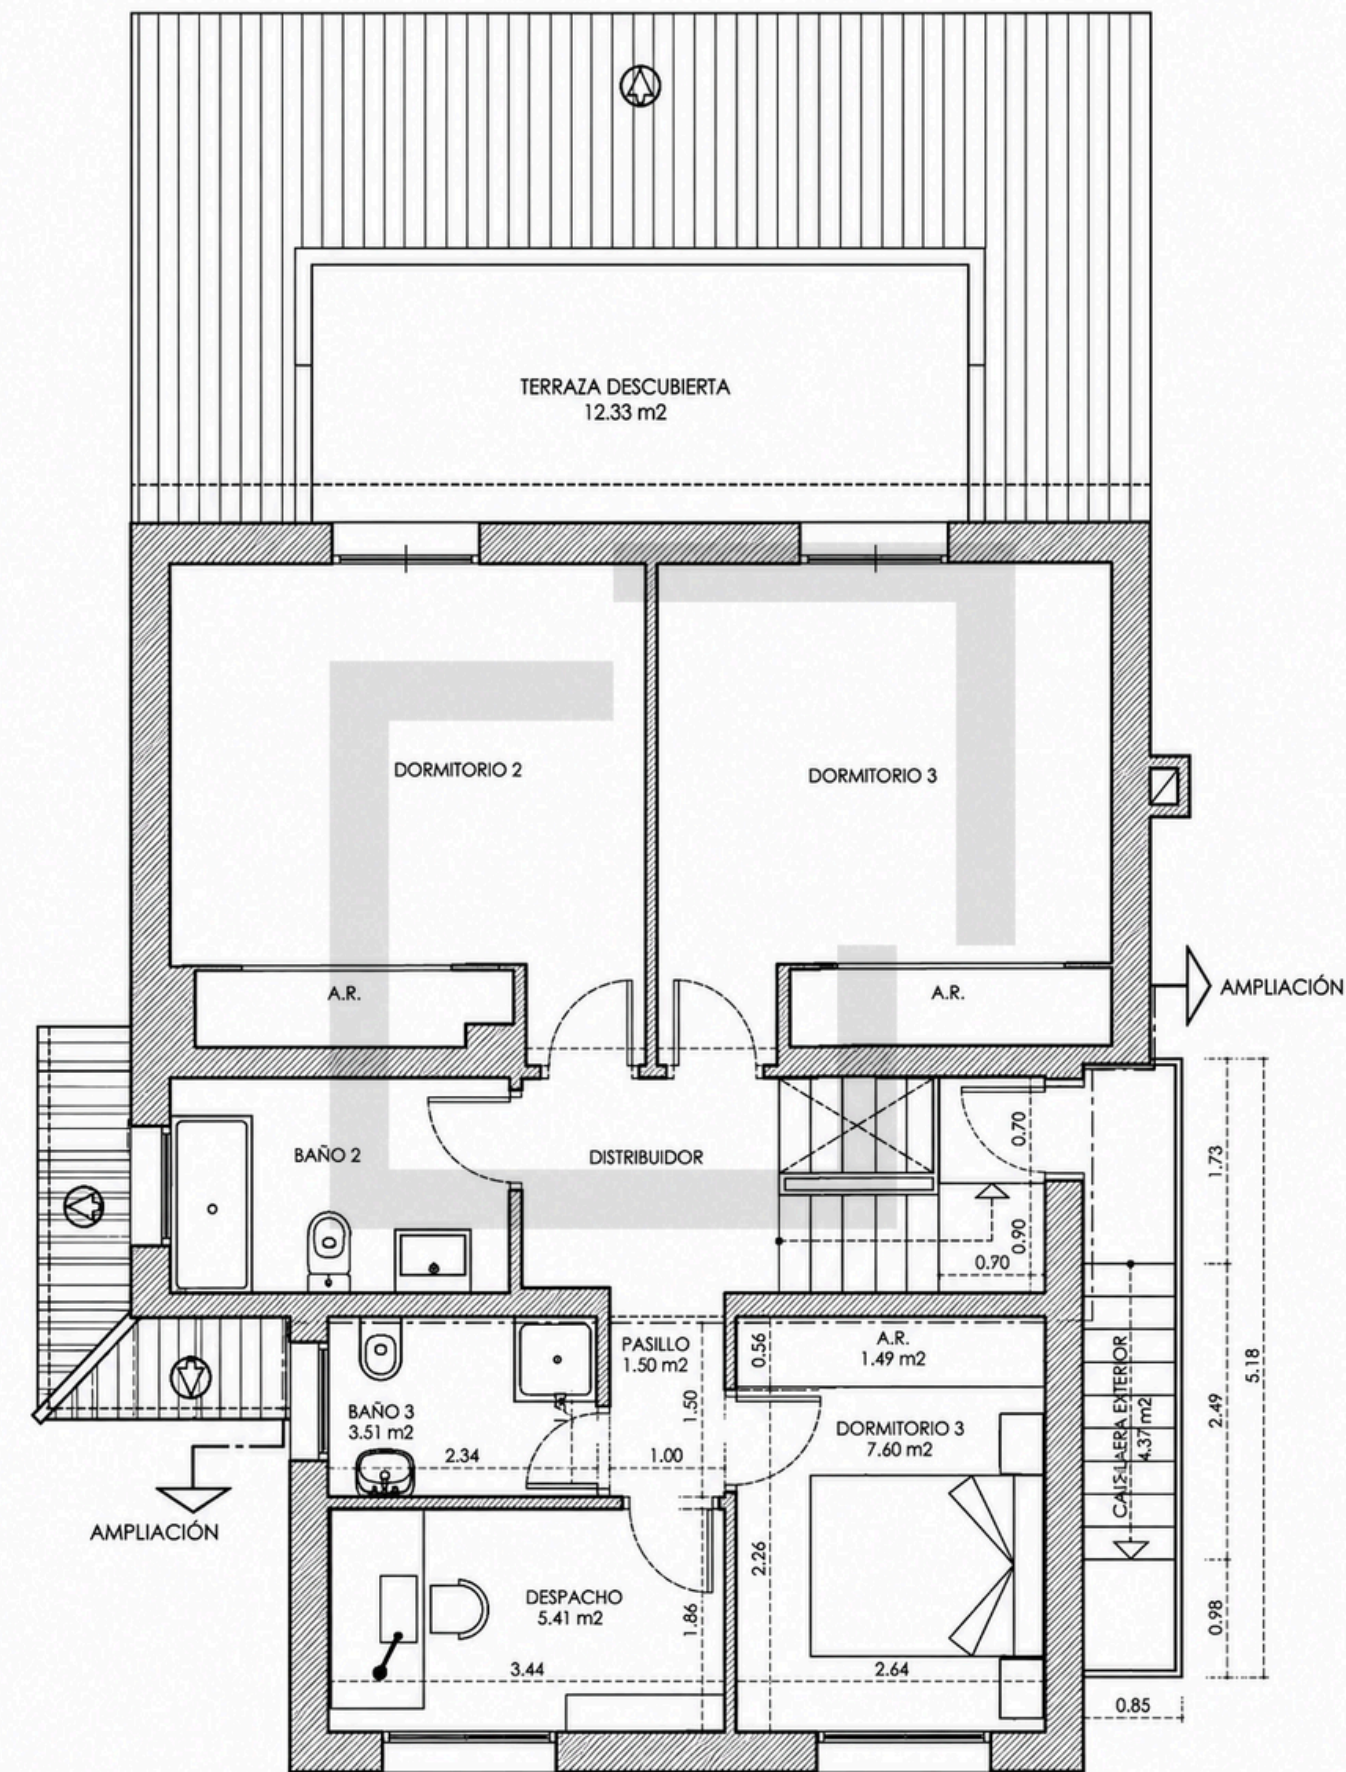 TERRAZA DESCUBIERTA
12.33 m2
DORMITORIO 2
DORMITORIO 3
A.R.
A.R.
AMPLIACIÓN
BAÑO 2
DISTRIBUIDOR
0.70
0.90
0.70
1.73
PASILLO
1.50 m2
0.56
A.R.
1.49 m2
BAÑO 3
3.51 m2
2.34
1.50
1.00
DORMITORIO 3
7.60 m2
EXTERIOR
4.37 m2
2.49
5.18
AMPLIACIÓN
DESPACHO
5.41 m2
3.44
1.86
2.26
2.64
0.98
0.85